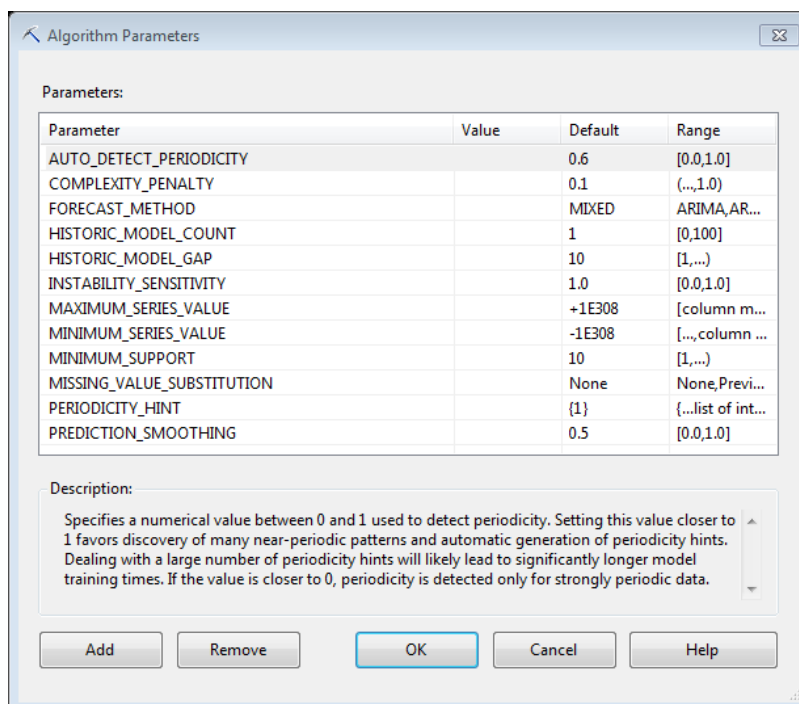 Algorithm Parameters
Parameters:
Parameter Value Default Range
AUTO_DETECT_PERIODICITY 0.6 [0.0,1.0]
COMPLEXITY_PENALTY 0.1 (...,1.0)
FORECAST_METHOD MIXED ARIMA,AR...
HISTORIC_MODEL_COUNT 1 [0,100]
HISTORIC_MODEL_GAP 10 [1,...)
INSTABILITY_SENSITIVITY 1.0 [0.0,1.0]
MAXIMUM_SERIES_VALUE +1E308 [column m...
MINIMUM_SERIES_VALUE -1E308 [...,column ...
MINIMUM_SUPPORT 10 [1,...)
MISSING_VALUE_SUBSTITUTION None None,Previ...
PERIODICITY_HINT {1} {...list of int...
PREDICTION_SMOOTHING 0.5 [0.0,1.0]
Description:
Specifies a numerical value between 0 and 1 used to detect periodicity. Setting this value closer to
1 favors discovery of many near-periodic patterns and automatic generation of periodicity hints.
Dealing with a large number of periodicity hints will likely lead to significantly longer model
training times. If the value is closer to 0, periodicity is detected only for strongly periodic data.
Add Remove OK Cancel Help